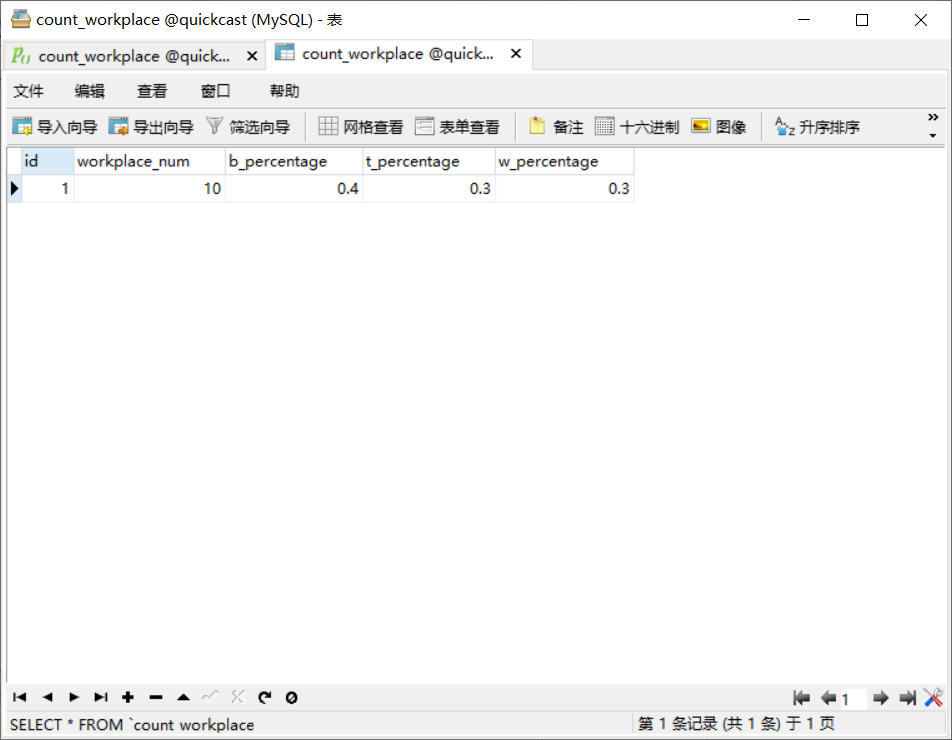 count_workplace @quickcast (MySQL) - 表
count_workplace @quick... count_workplace @quick...
文件 编辑 查看 窗口 帮助
导入向导 导出向导 筛选向导 网格查看 表单查看 备注 十六进制 图像 升序排序
id workplace_num b_percentage t_percentage w_percentage
1 10 0.4 0.3 0.3
1
SELECT * FROM `count workplace 第 1 条记录 (共 1 条) 于 1 页